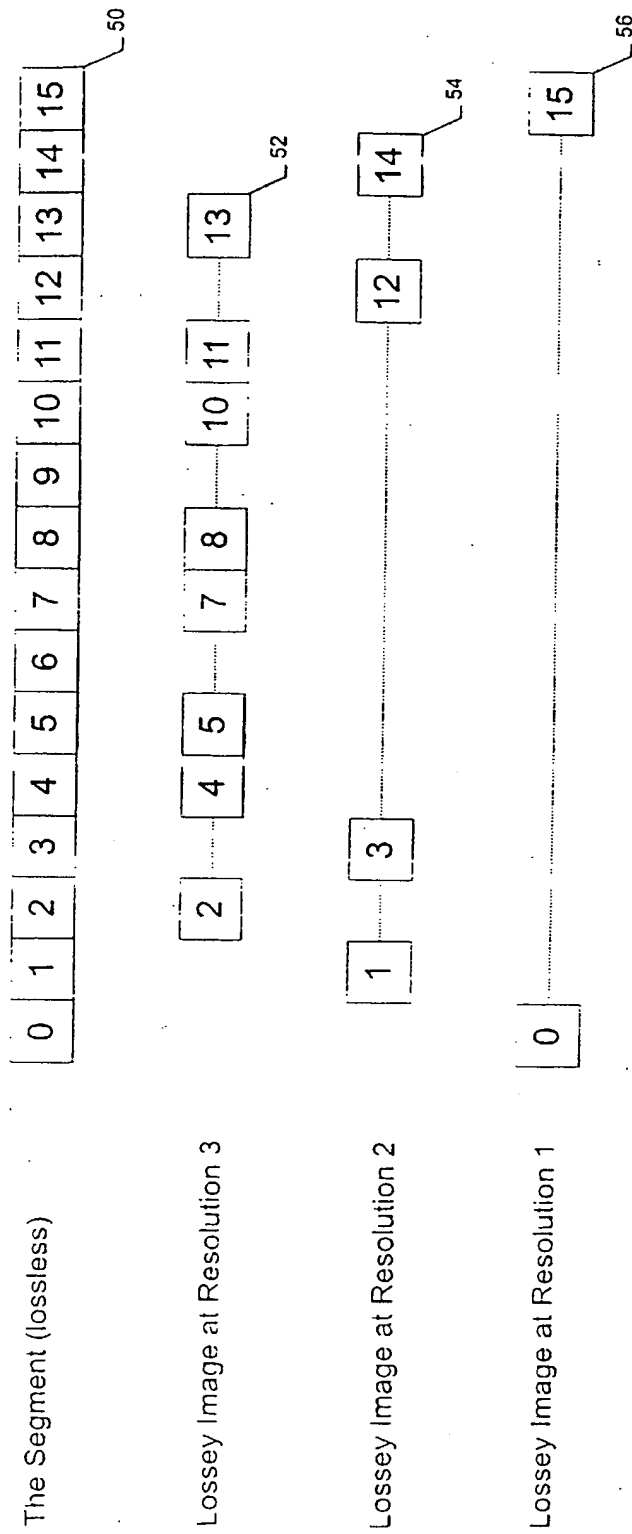 The Segment (lossless)
0 1 2 3 4 5 6 7 8 9 10 11 12 13 14 15
50
Lossey Image at Resolution 3
2 4 5 7 8 10 11 13
52
Lossey Image at Resolution 2
1 3 12 14
54
Lossey Image at Resolution 1
0 15
56